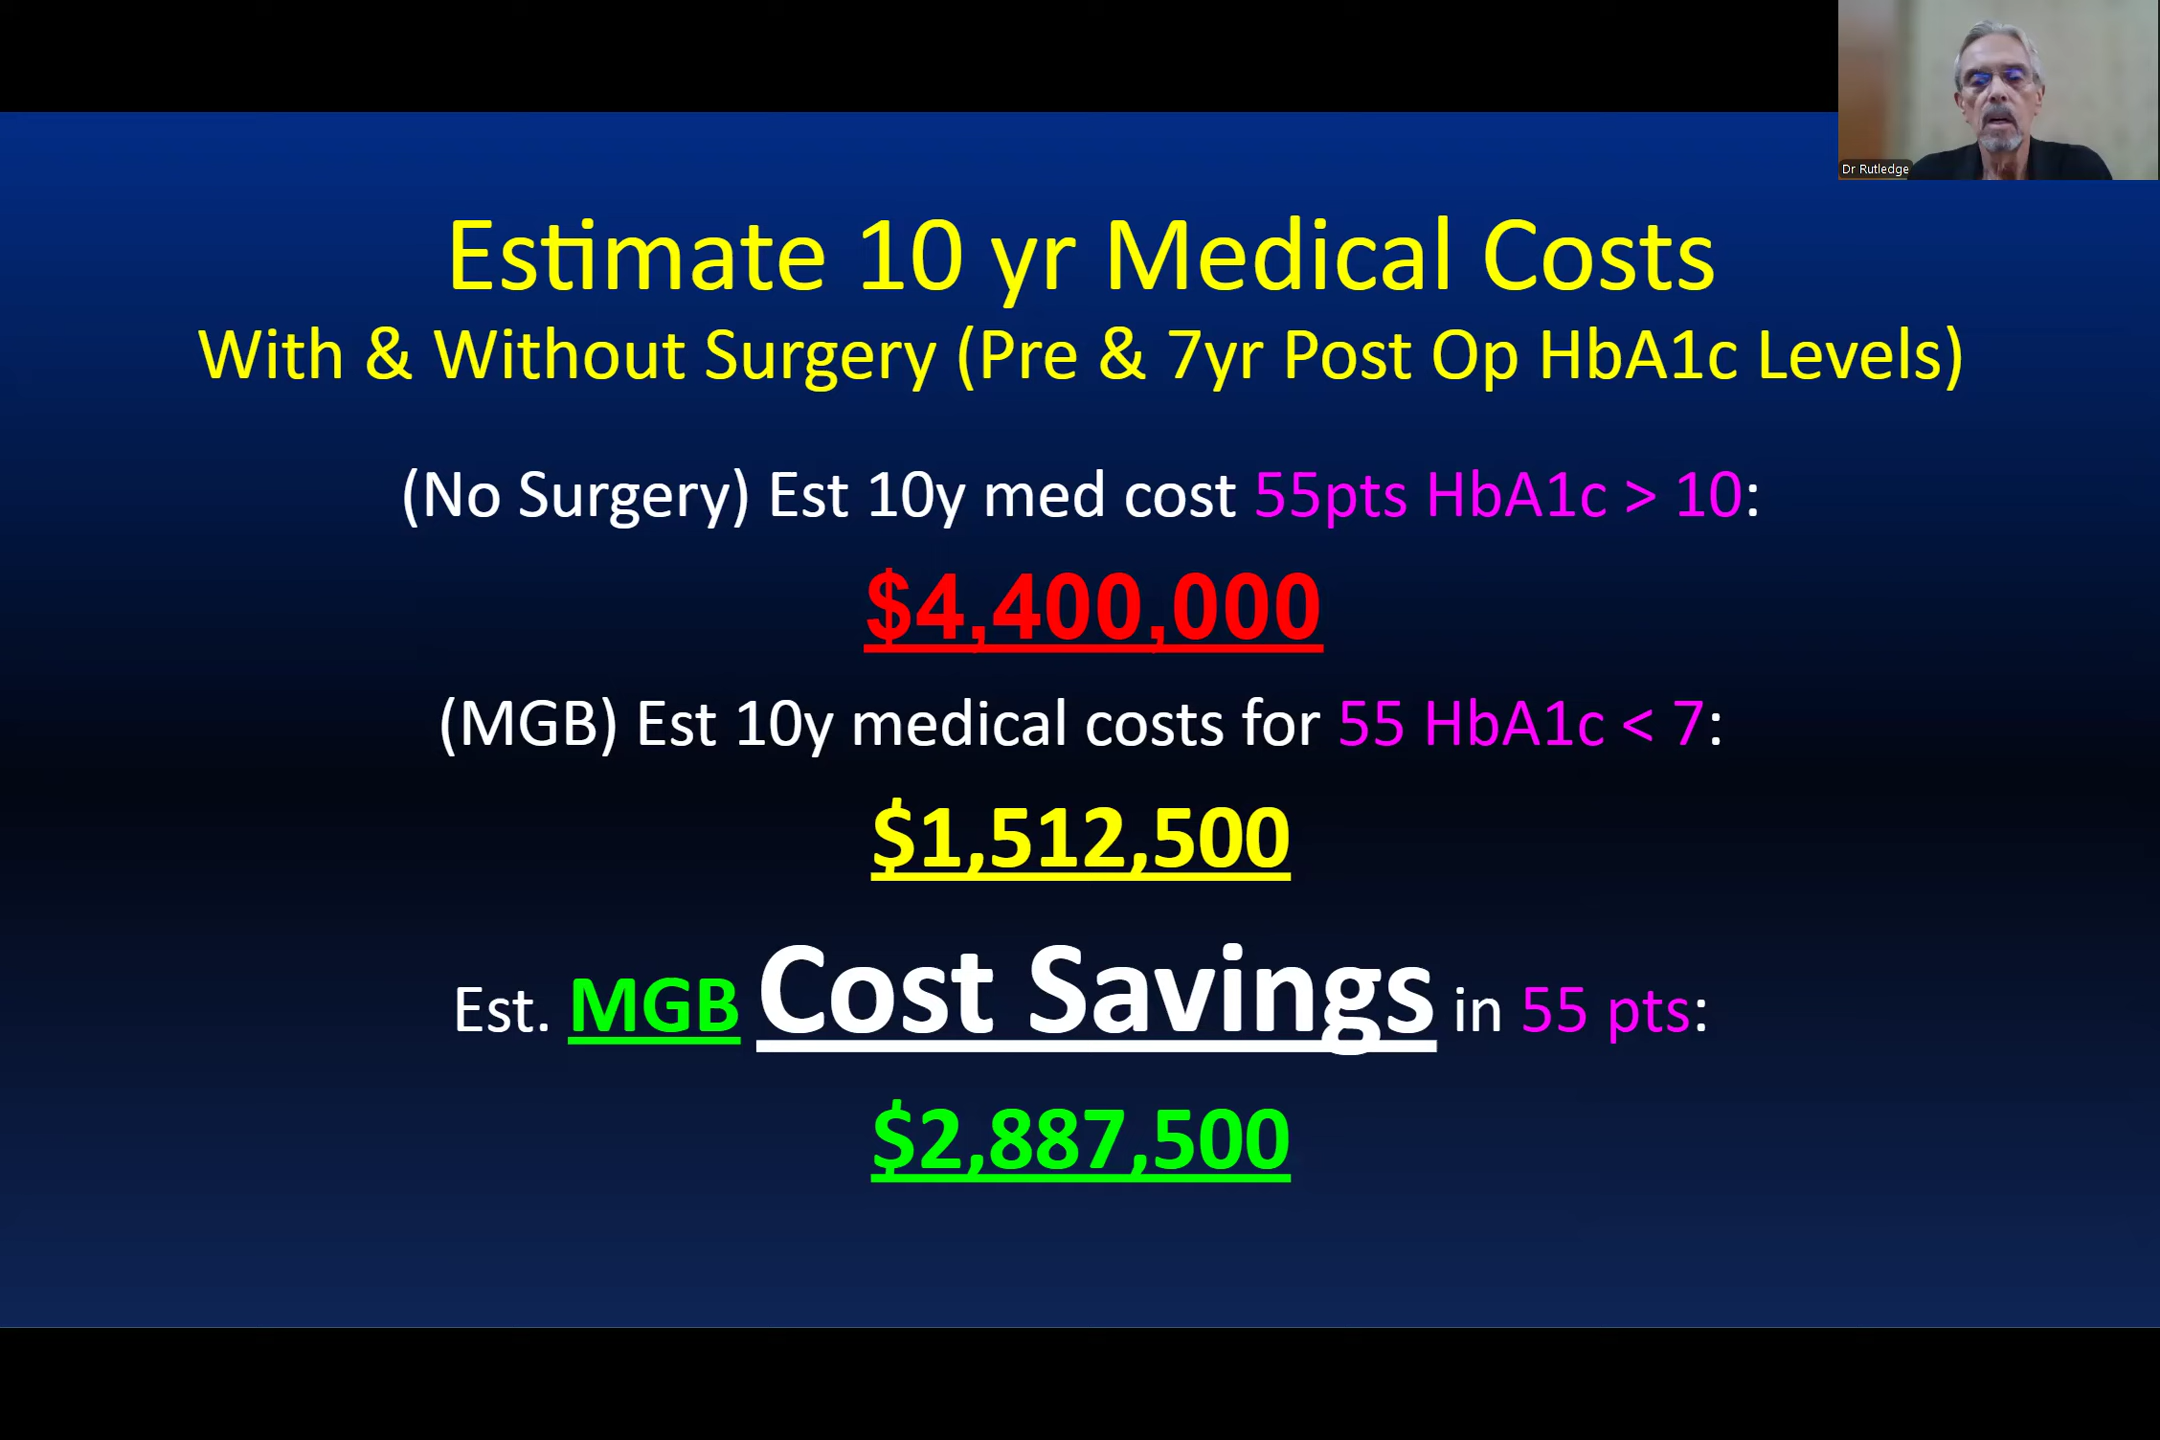 Dr Rutledge
Estimate 10 yr Medical Costs
With & Without Surgery (Pre & 7yr Post Op HbA1c Levels)
(No Surgery) Est 10y med cost 55pts HbA1c > 10:
$4,400,000
(MGB) Est 10y medical costs for 55 HbA1c < 7:
$1,512,500
Est. MGB Cost Savings in 55 pts:
$2,887,500